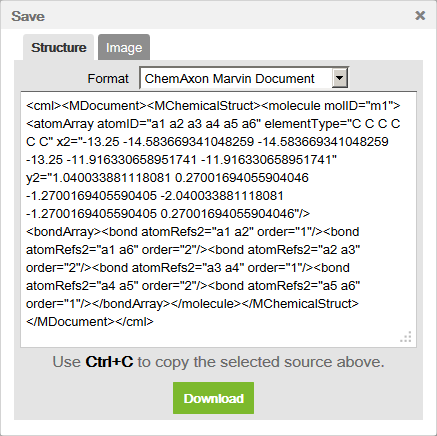 Save
Structure
Image
Format
ChemAxon Marvin Document
<cml><MDocument><MChemicalStruct><molecule molID="m1">
<atomArray atomID="a1 a2 a3 a4 a5 a6" elementType="C C C C
C C" x2="-13.25 -14.583669341048259 -14.583669341048259
-13.25 -11.916330658951741 -11.916330658951741"
y2="1.040033881118081 0.27001694055904046
-1.2700169405590405 -2.040033881118081
-1.2700169405590405 0.27001694055904046"/>
<bondArray><bond atomRefs2="a1 a2" order="1"/><bond
atomRefs2="a1 a6" order="2"/><bond atomRefs2="a2 a3"
order="2"/><bond atomRefs2="a3 a4" order="1"/><bond
atomRefs2="a4 a5" order="2"/><bond atomRefs2="a5 a6"
order="1"/></bondArray></molecule></MChemicalStruct>
</MDocument></cml>
Use Ctrl+C to copy the selected source above.
Download